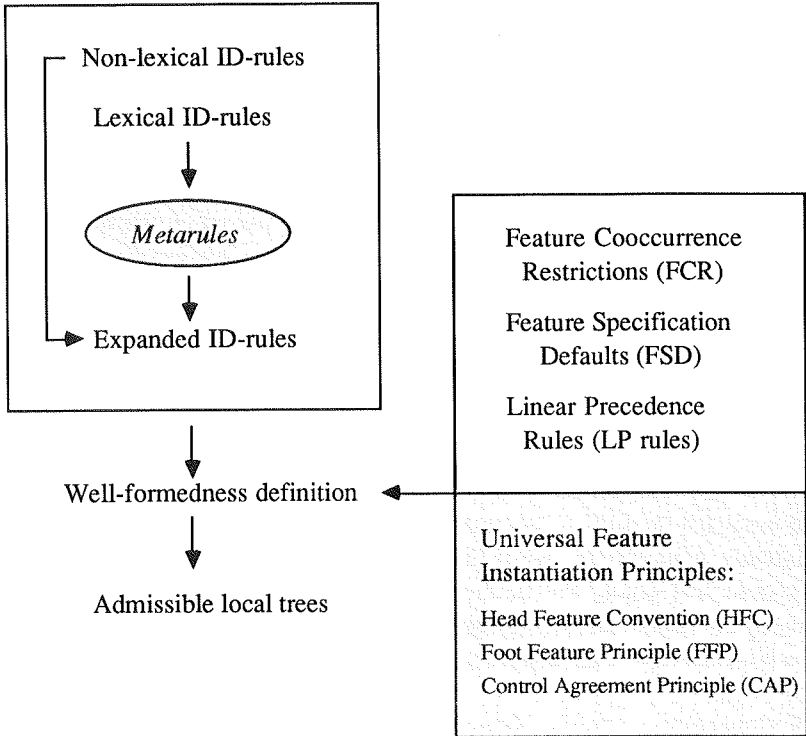 Non-lexical ID-rules
Lexical ID-rules
Metarules
Expanded ID-rules
Well-formedness definition
Admissible local trees
Feature Cooccurrence
Restrictions (FCR)
Feature Specification
Defaults (FSD)
Linear Precedence
Rules (LP rules)
Universal Feature
Instantiation Principles:
Head Feature Convention (HFC)
Foot Feature Principle (FFP)
Control Agreement Principle (CAP)